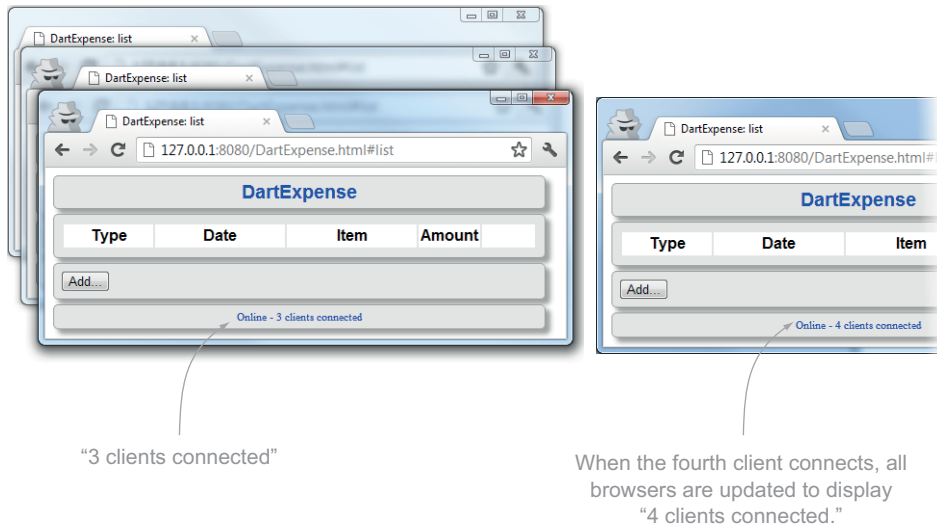 DartExpense: list
DartExpense: list
DartExpense: list
127.0.0.1:8080/DartExpense.html#list
DartExpense
Type Date Item Amount
Add...
Online - 3 clients connected
“3 clients connected”
DartExpense: list
127.0.0.1:8080/DartExpense.html#
DartExpense
Type Date Item
Add...
Online - 4 clients connected
When the fourth client connects, all
browsers are updated to display
“4 clients connected.”